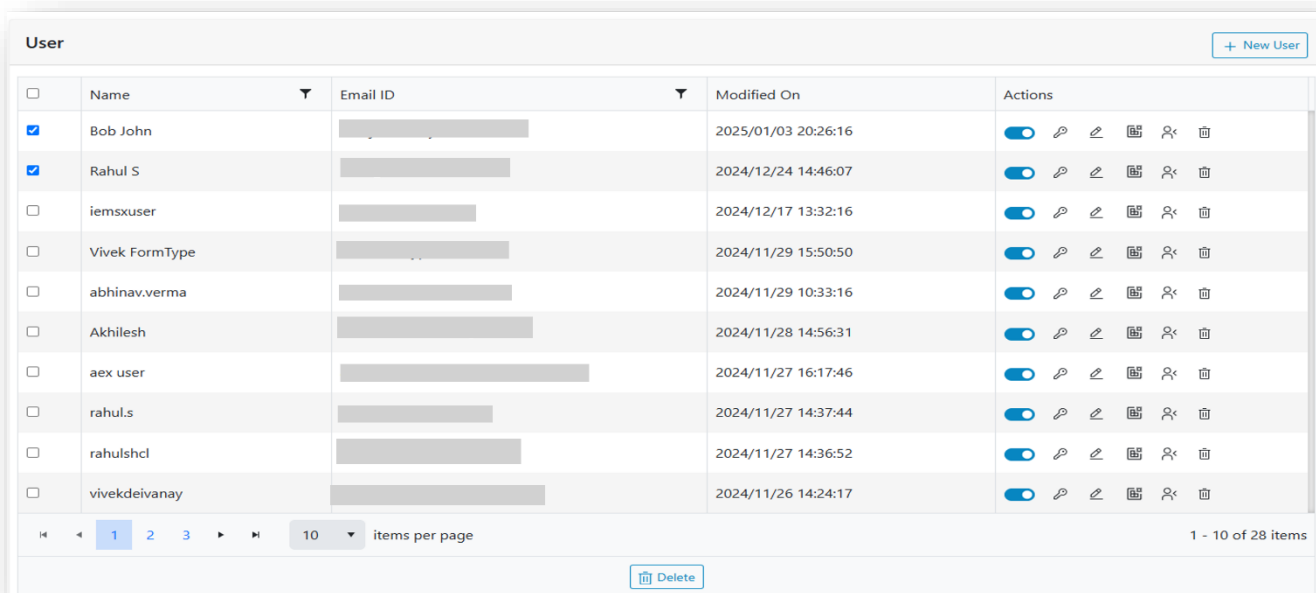 User
+ New User
Name Email ID Modified On Actions
Bob John 2025/01/03 20:26:16
Rahul S 2024/12/24 14:46:07
iemsxuser 2024/12/17 13:32:16
Vivek FormType 2024/11/29 15:50:50
abhinav.verma 2024/11/29 10:33:16
Akhilesh 2024/11/28 14:56:31
aex user 2024/11/27 16:17:46
rahul.s 2024/11/27 14:37:44
rahulshcl 2024/11/27 14:36:52
vivekdeivanay 2024/11/26 14:24:17
1 2 3 10 items per page 1 - 10 of 28 items
Delete